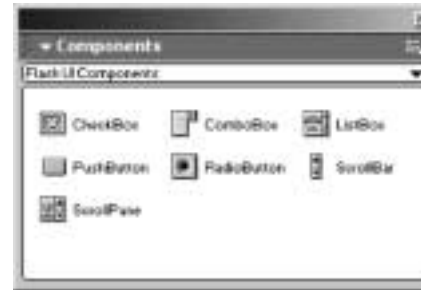 Components
Flash UI Components
CheckBox ComboBox ListBox
PushButton RadioButton ScrollBar
ScrollPane